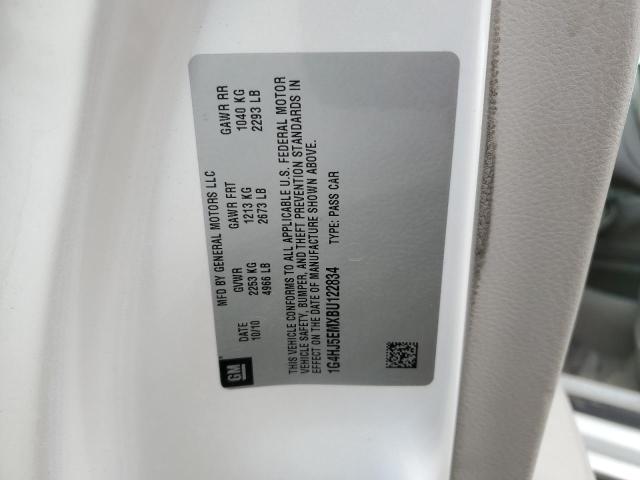 GM
MFD BY GENERAL MOTORS LLC
DATE GVWR GAWR FRT GAWR RR
10/10 2253 KG 1213 KG 1040 KG
4966 LB 2673 LB 2293 LB
THIS VEHICLE CONFORMS TO ALL APPLICABLE U.S. FEDERAL MOTOR
VEHICLE SAFETY, BUMPER, AND THEFT PREVENTION STANDARDS IN
EFFECT ON THE DATE OF MANUFACTURE SHOWN ABOVE.
1G4HJ5EMXBU122834 TYPE: PASS CAR